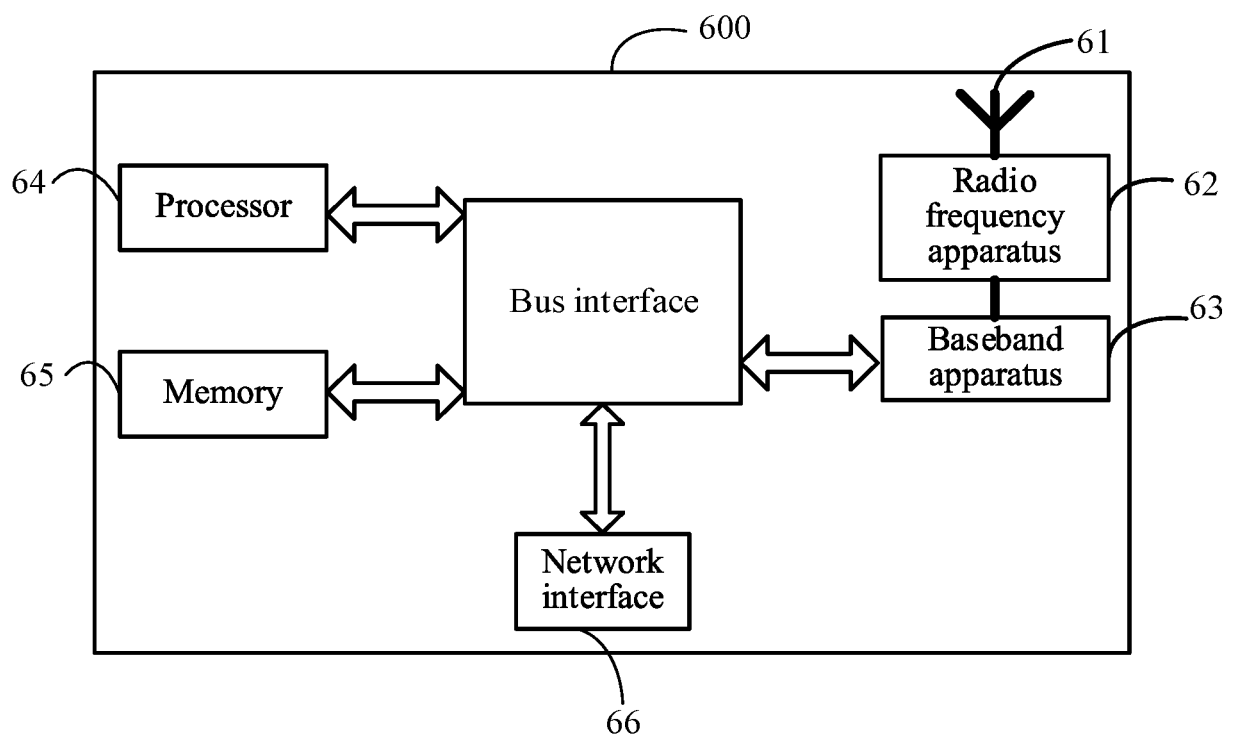 600
61
64
Processor
Radio
frequency
apparatus
62
Bus interface
65
Memory
Baseband
apparatus
63
Network
interface
66